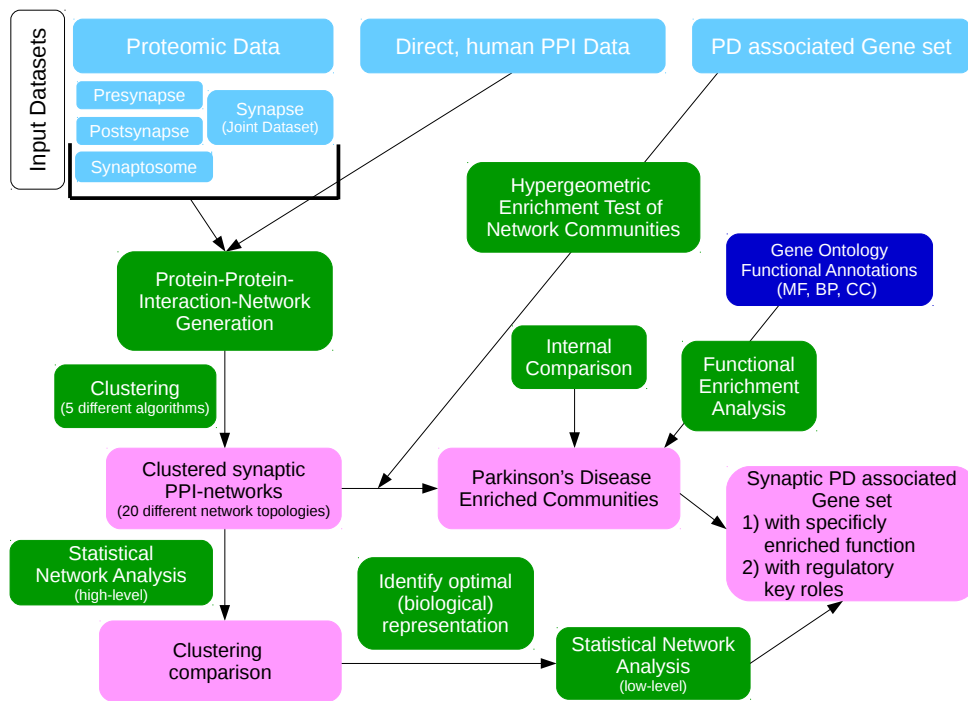 Input Datasets
Proteomic Data
Direct, human PPI Data
PD associated Gene set
Presynapse
Postsynapse
Synaptosome
Synapse
(Joint Dataset)
Hypergeometric
Enrichment Test of
Network Communities
Gene Ontology
Functional Annotations
(MF, BP, CC)
Protein-Protein-
Interaction-Network
Generation
Internal
Comparison
Functional
Enrichment
Analysis
Clustering
(5 different algorithms)
Clustered synaptic
PPI-networks
(20 different network topologies)
Parkinson's Disease
Enriched Communities
Synaptic PD associated
Gene set
1) with specificly
enriched function
2) with regulatory
key roles
Statistical
Network Analysis
(high-level)
Identify optimal
(biological)
representation
Clustering
comparison
Statistical Network
Analysis
(low-level)